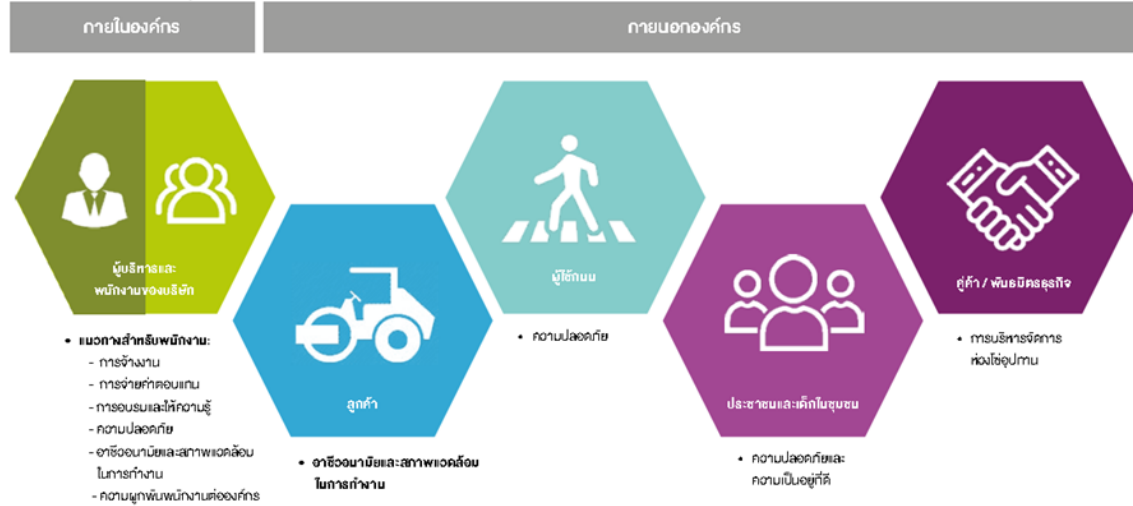 ภายในองค์กร
ภายนอกองค์กร
ผู้บริหารและ
พนักงานของบริษัท
• แนวทางสำหรับพนักงาน:
- การจ้างงาน
- การจ่ายค่าตอบแทน
- การอบรมและให้ความรู้
- ความปลอดภัย
- อาชีวอนามัยและสภาพแวดล้อม
ในการทำงาน
- ความผูกพันพนักงานต่อองค์กร
ลูกค้า
• อาชีวอนามัยและสภาพแวดล้อม
ในการทำงาน
ผู้ใช้ถนน
• ความปลอดภัย
ประชาชนและเด็กในชุมชน
• ความปลอดภัยและ
ความเป็นอยู่ที่ดี
คู่ค้า / พันธมิตรธุรกิจ
• การบริหารจัดการ
ห่วงโซ่อุปทาน